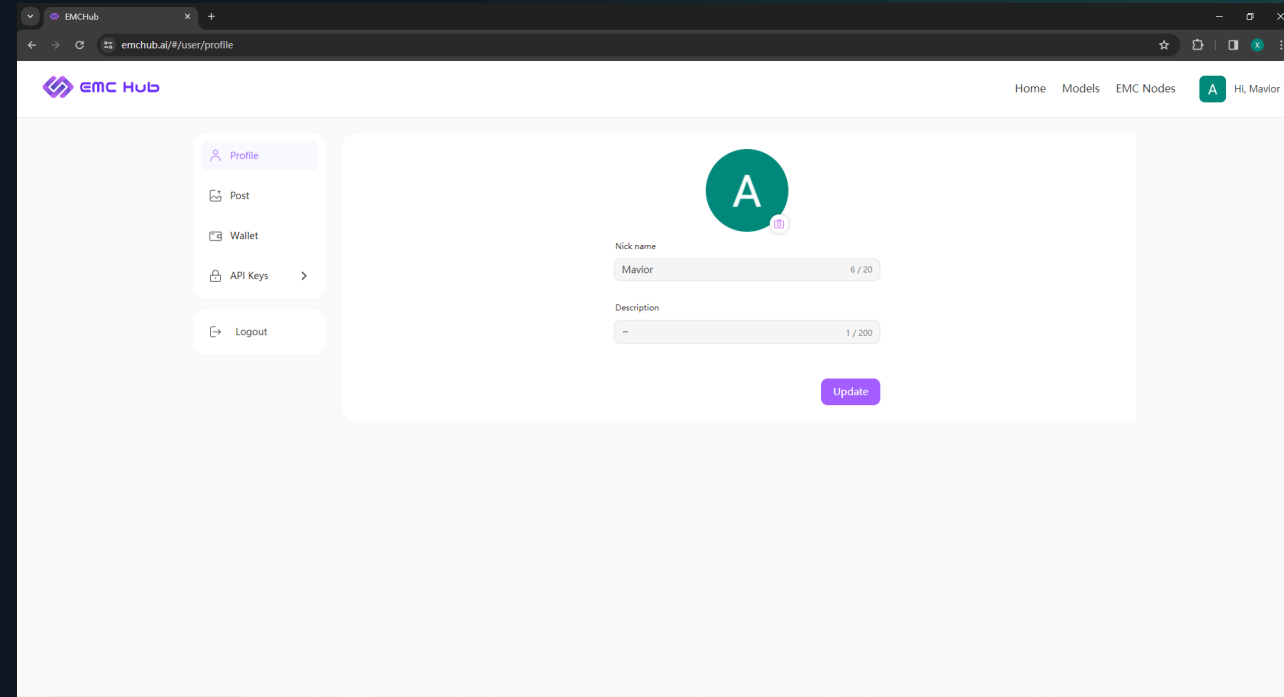 EMCHub
emchub.ai/#/user/profile
X
EMC HUB
Home Models EMC Nodes A Hi, Mavior
Profile
Post
Wallet
API Keys
Logout
A
Nick name
Mavior 6 / 20
Description
~ 1 / 200
Update